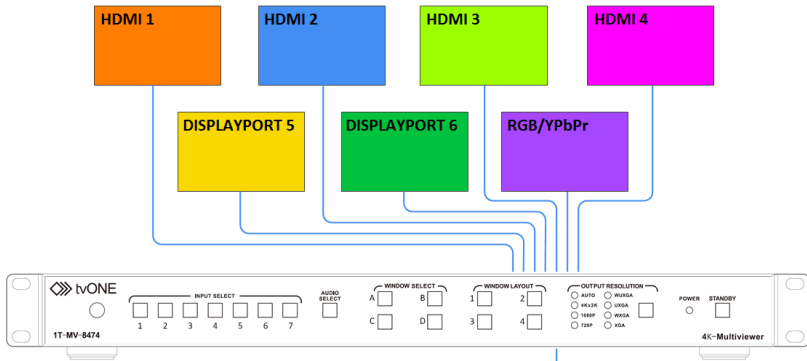 HDMI 1
HDMI 2
HDMI 3
HDMI 4
DISPLAYPORT 5
DISPLAYPORT 6
RGB/YPbPr
tvONE
INPUT SELECT
1 2 3 4 5 6 7
AUDIO
SELECT
WINDOW SELECT
A B
C D
WINDOW LAYOUT
1 2
3 4
OUTPUT RESOLUTION
AUTO WUXGA
4Kx2K UXGA
1080P WXGA
720P XGA
POWER
STANDBY
1T-MV-8474
4K-Multiviewer